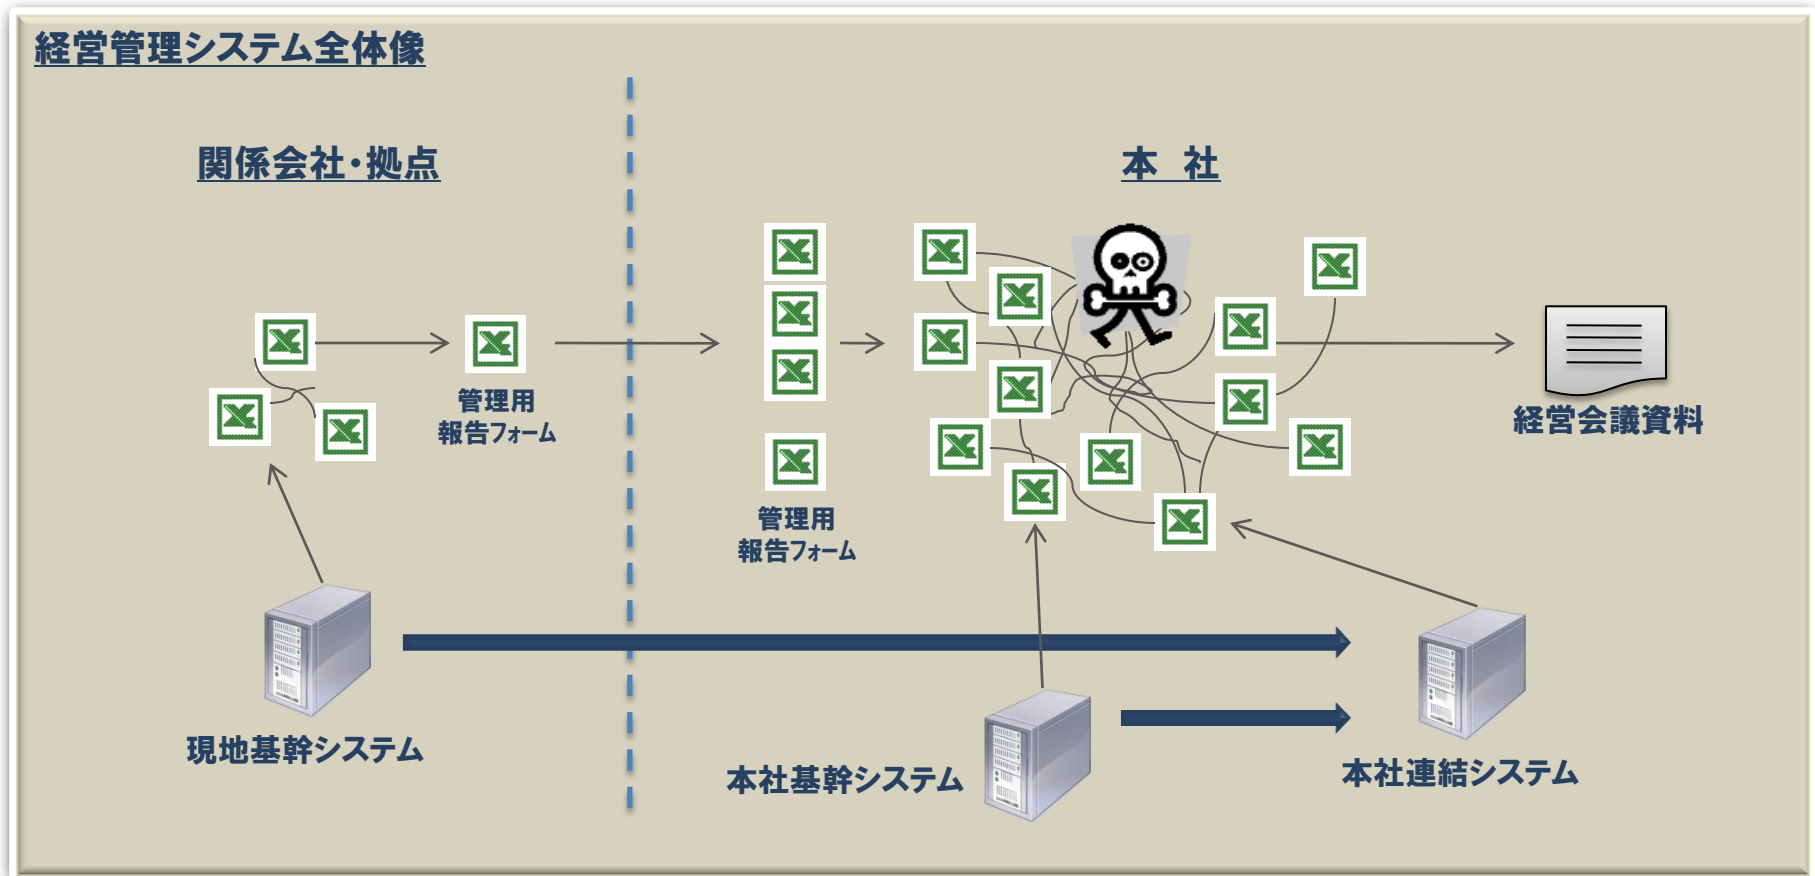 経営管理システム全体像
関係会社・拠点
本 社
管理用
報告フォーム
管理用
報告フォーム
経営会議資料
現地基幹システム
本社基幹システム
本社連結システム